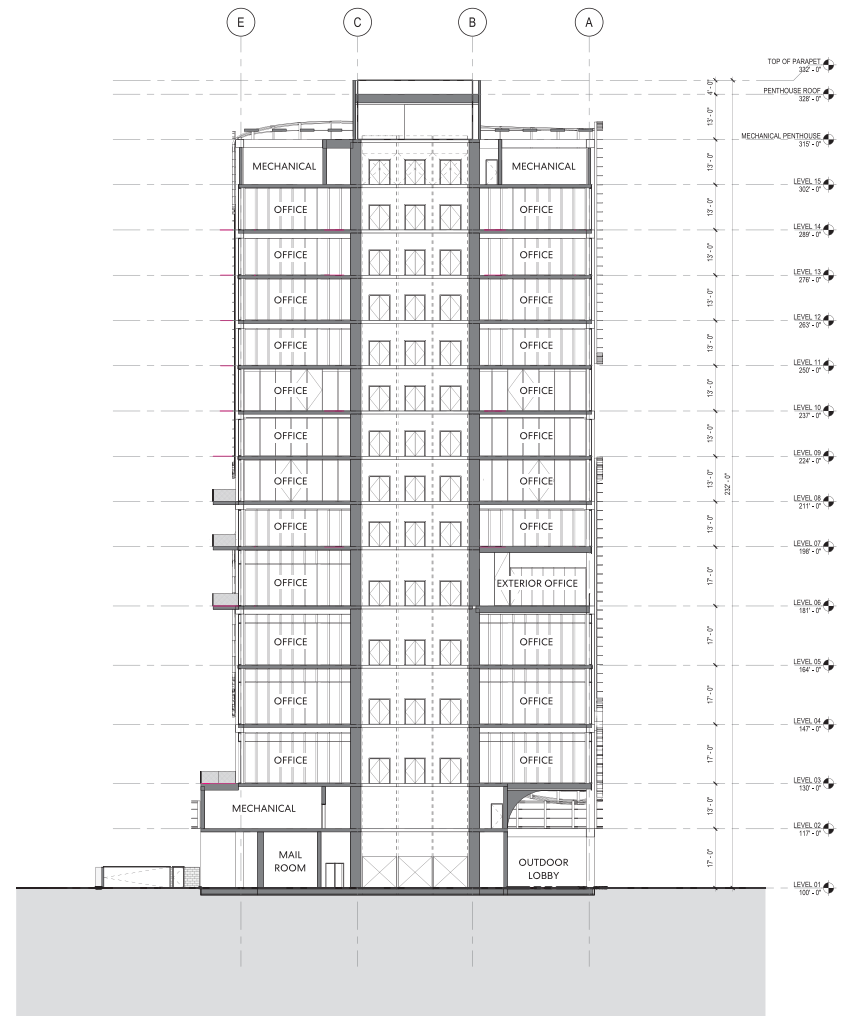 E C B A
TOP OF PARAPET
332' - 0"
4' - 0"
PENTHOUSE ROOF
328' - 0"
13' - 0"
MECHANICAL PENTHOUSE
315' - 0"
MECHANICAL MECHANICAL 13' - 0"
LEVEL 15
302' - 0"
OFFICE OFFICE 13' - 0"
LEVEL 14
289' - 0"
OFFICE OFFICE 13' - 0"
LEVEL 13
276' - 0"
OFFICE OFFICE 13' - 0"
LEVEL 12
263' - 0"
OFFICE OFFICE 13' - 0"
LEVEL 11
250' - 0"
OFFICE OFFICE 13' - 0"
LEVEL 10
237' - 0"
OFFICE OFFICE 13' - 0"
LEVEL 09
224' - 0"
OFFICE OFFICE 13' - 0" 232' - 0"
LEVEL 08
211' - 0"
OFFICE OFFICE 13' - 0"
LEVEL 07
198' - 0"
OFFICE EXTERIOR OFFICE 17' - 0"
LEVEL 06
181' - 0"
OFFICE OFFICE 17' - 0"
LEVEL 05
164' - 0"
OFFICE OFFICE 17' - 0"
LEVEL 04
147' - 0"
OFFICE OFFICE 17' - 0"
LEVEL 03
130' - 0"
MECHANICAL 13' - 0"
LEVEL 02
117' - 0"
MAIL
ROOM
OUTDOOR
LOBBY
17' - 0"
LEVEL 01
100' - 0"